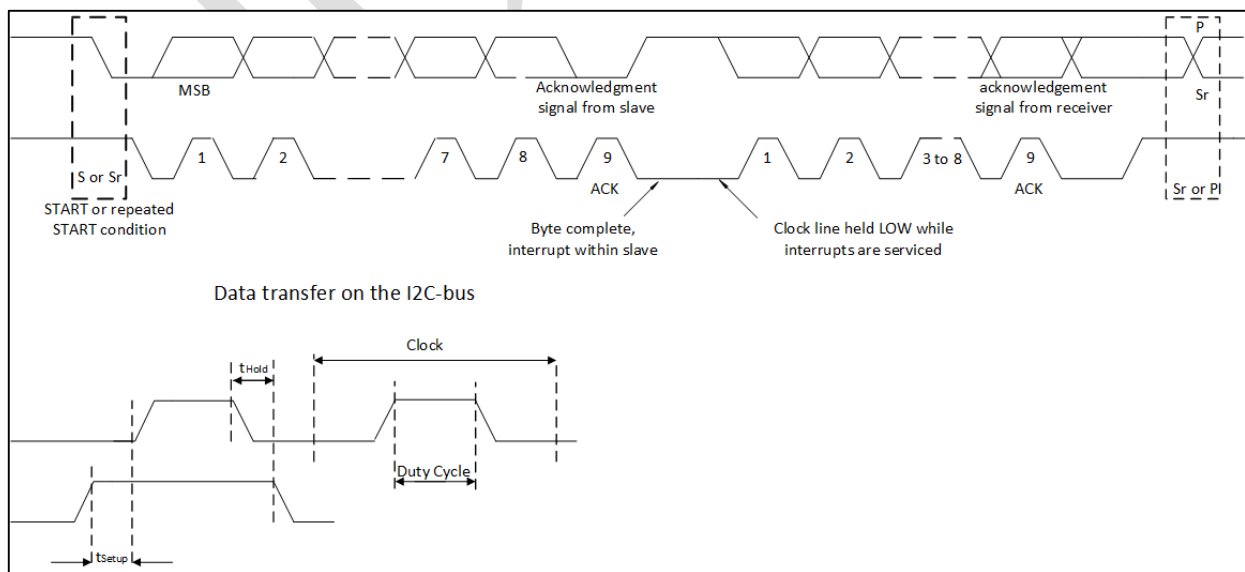 P
MSB
Acknowledgment
signal from slave
acknowledgement
signal from receiver
Sr
1
2
7
8
9
1
2
3 to 8
9
S or Sr
ACK
ACK
Sr or Pl
START or repeated
START condition
Byte complete,
interrupt within slave
Clock line held LOW while
interrupts are serviced
Data transfer on the I2C-bus
Clock
tHold
Duty Cycle
tSetup